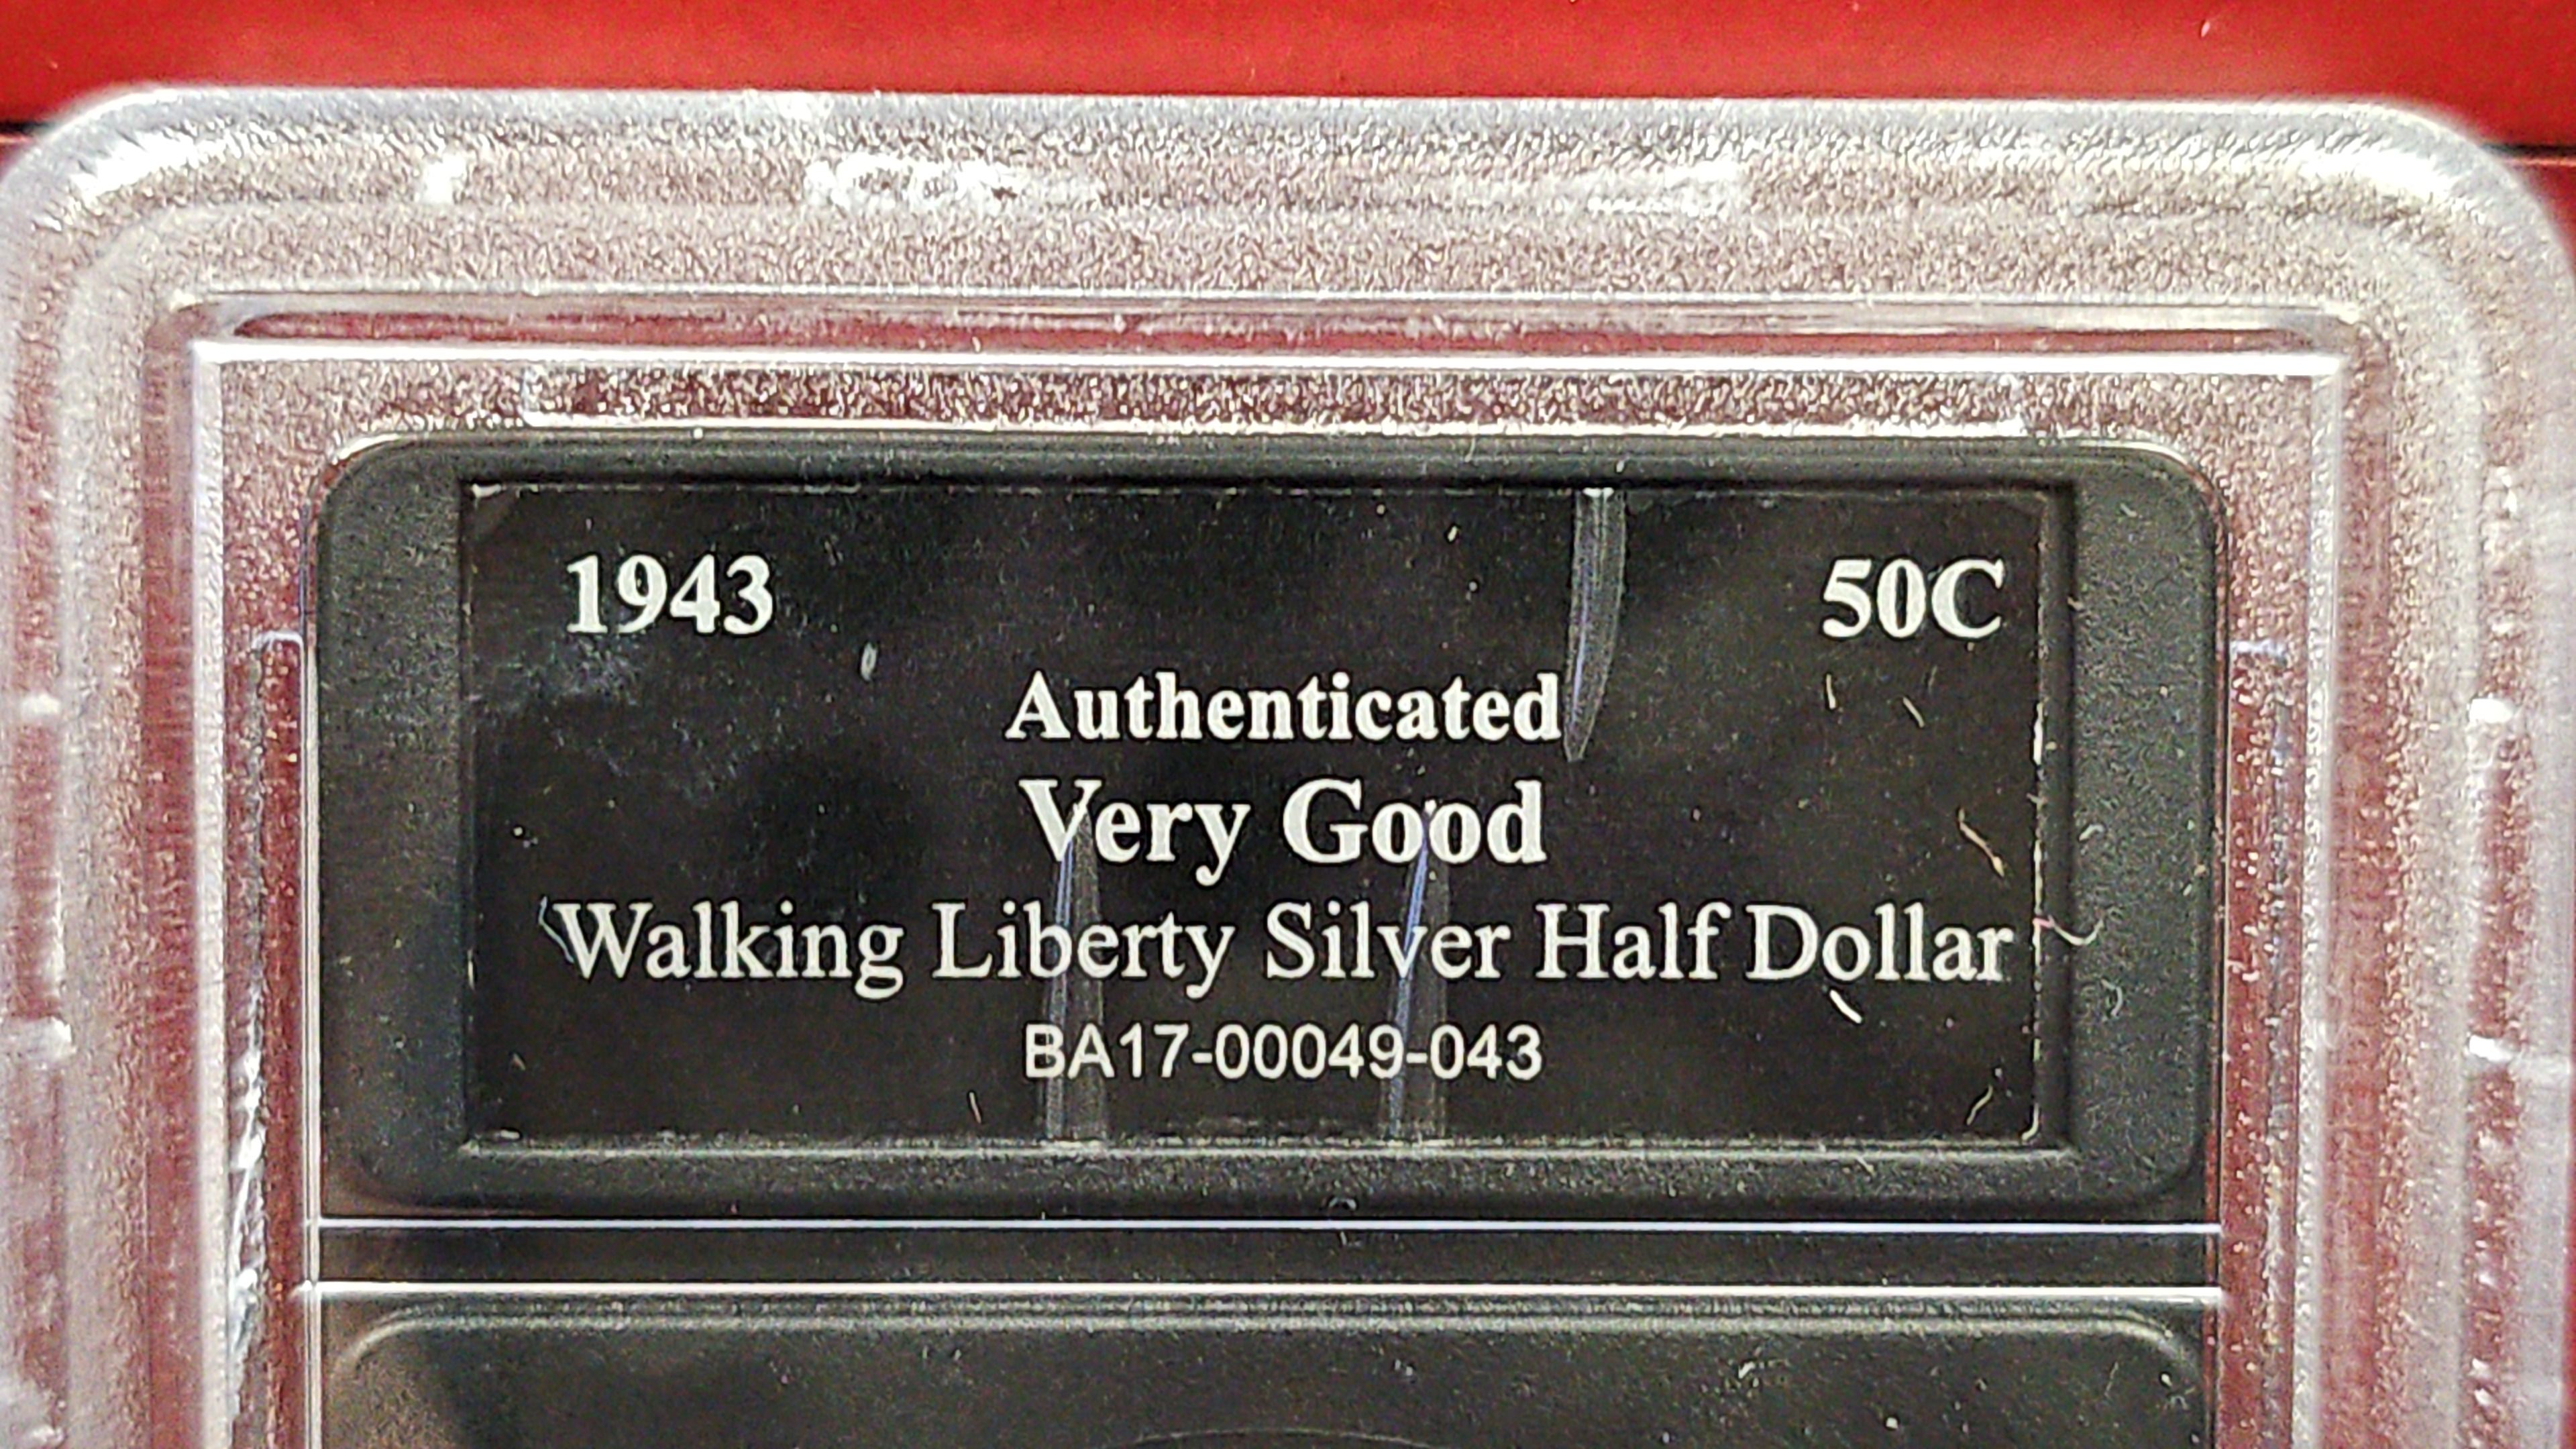 1943 50C
Authenticated
Very Good
Walking Liberty Silver Half Dollar
BA17-00049-043